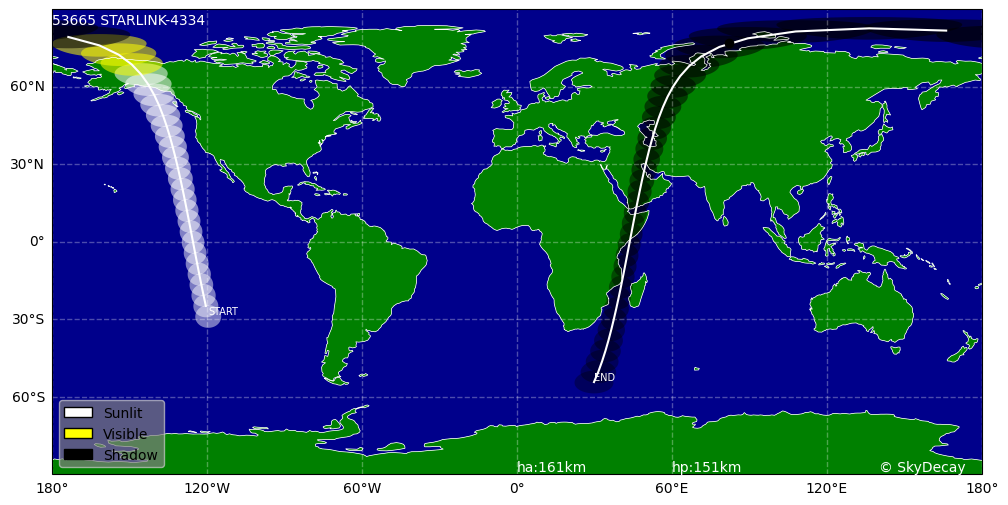 53665 STARLINK-4334
60°N
30°N
0°
30°S
60°S
START
END
Sunlit
Visible
Shadow
ha:161km
hp:151km
© SkyDecay
180°
120°W
60°W
0°
60°E
120°E
180°